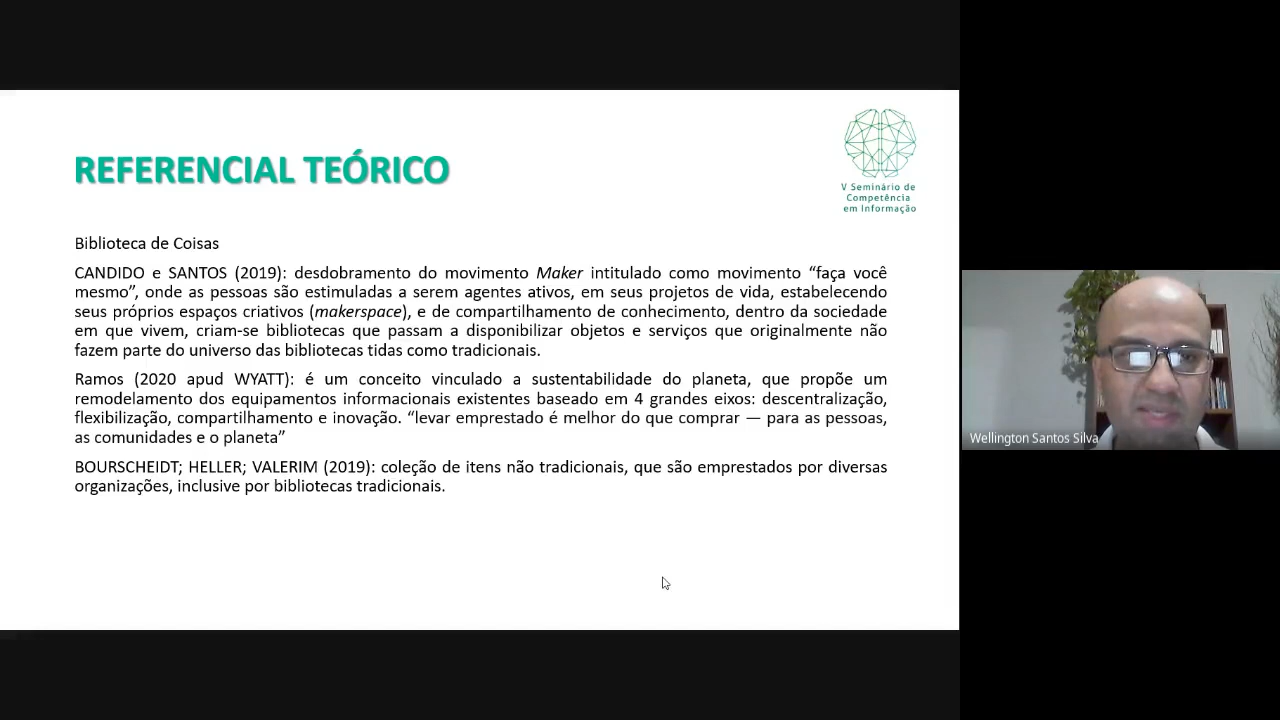 REFERENCIAL TEÓRICO
V Seminário de
Competência
em Informação
Biblioteca de Coisas
CANDIDO e SANTOS (2019): desdobramento do movimento Maker intitulado como movimento “faça você
mesmo”, onde as pessoas são estimuladas a serem agentes ativos, em seus projetos de vida, estabelecendo
seus próprios espaços criativos (makerspace), e de compartilhamento de conhecimento, dentro da sociedade
em que vivem, criam-se bibliotecas que passam a disponibilizar objetos e serviços que originalmente não
fazem parte do universo das bibliotecas tidas como tradicionais.
Ramos (2020 apud WYATT): é um conceito vinculado a sustentabilidade do planeta, que propõe um
remodelamento dos equipamentos informacionais existentes baseado em 4 grandes eixos: descentralização,
flexibilização, compartilhamento e inovação. “levar emprestado é melhor do que comprar — para as pessoas,
as comunidades e o planeta”
BOURSCHEIDT; HELLER; VALERIM (2019): coleção de itens não tradicionais, que são emprestados por diversas
organizações, inclusive por bibliotecas tradicionais.
Wellington Santos Silva